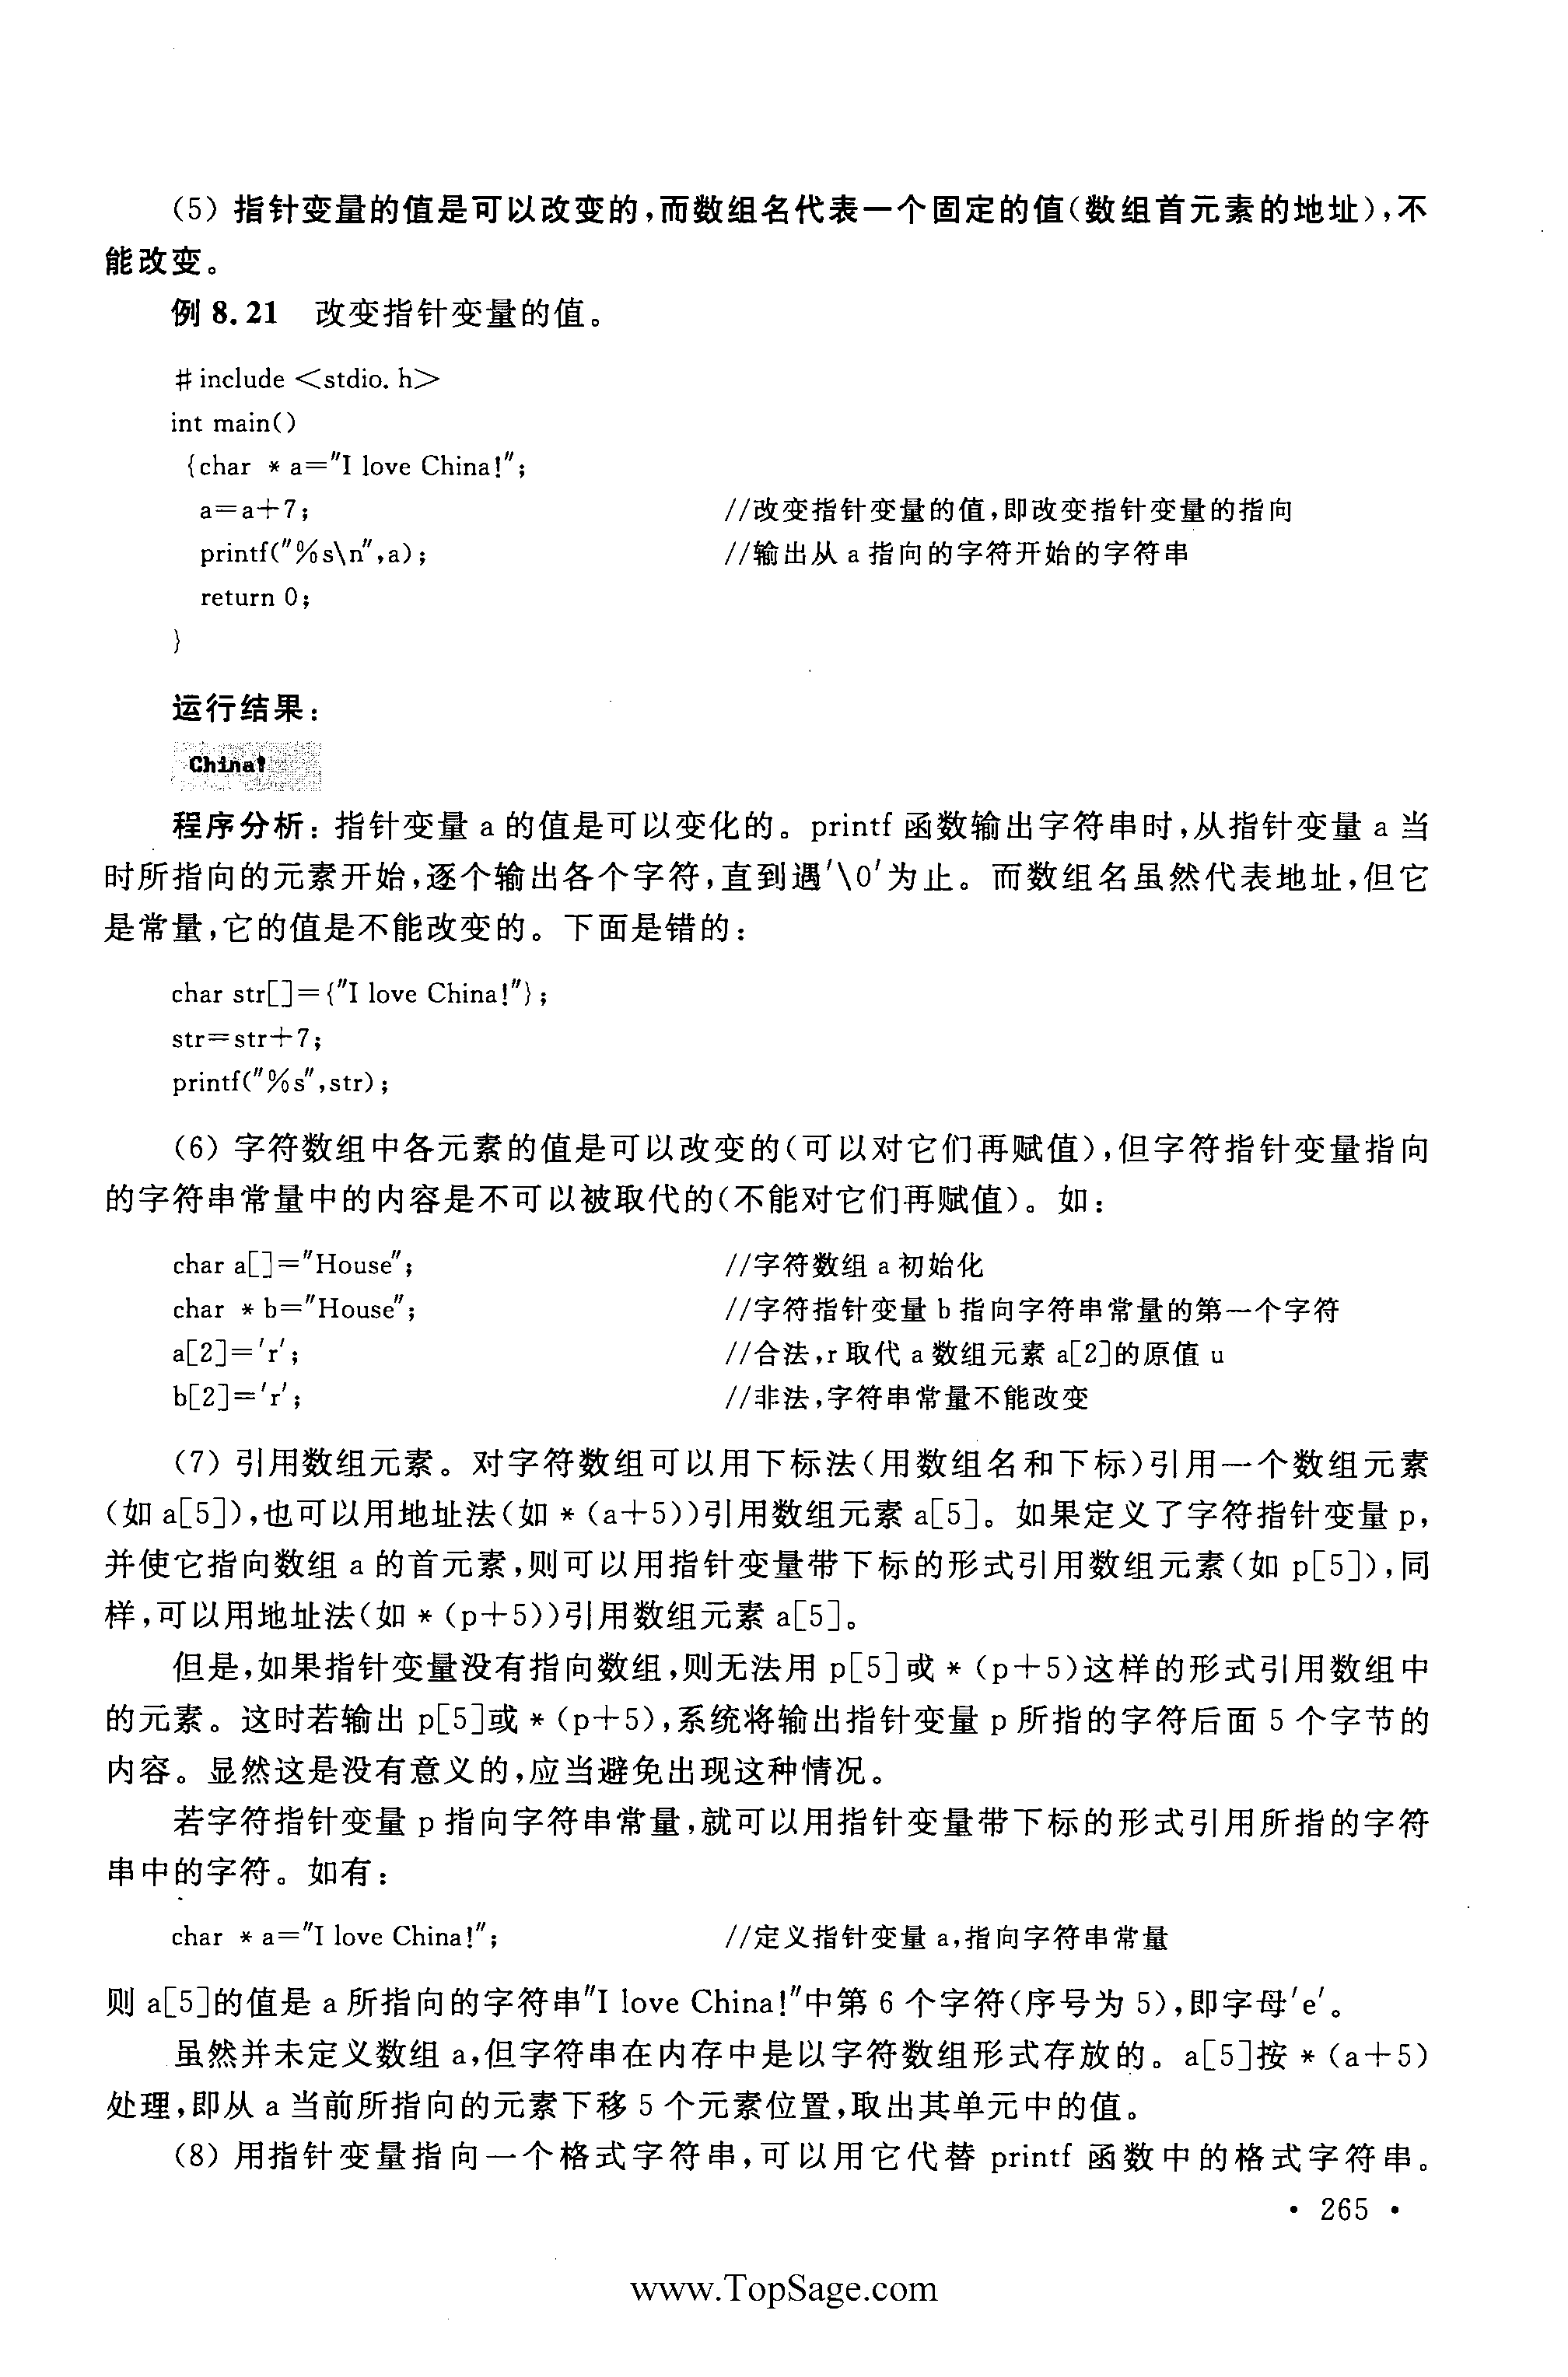 (5) 指针变量的值是可以改变的,而数组名代表一个固定的值(数组首元素的地址),不
能改变。
例 8.21 改变指针变量的值。
#include <stdio.h>
int main()
{char * a="I love China!";
a=a+7; //改变指针变量的值,即改变指针变量的指向
printf("%s\n",a); //输出从 a 指向的字符开始的字符串
return 0;
}
运行结果:
China!
程序分析: 指针变量 a 的值是可以变化的。printf 函数输出字符串时,从指针变量 a 当
时所指向的元素开始,逐个输出各个字符,直到遇'\0'为止。而数组名虽然代表地址,但它
是常量,它的值是不能改变的。下面是错的:
char str[]={"I love China!"};
str=str+7;
printf("%s",str);
(6) 字符数组中各元素的值是可以改变的(可以对它们再赋值),但字符指针变量指向
的字符串常量中的内容是不可以被取代的(不能对它们再赋值)。如:
char a[]="House"; //字符数组 a 初始化
char * b="House"; //字符指针变量 b 指向字符串常量的第一个字符
a[2]='r'; //合法,r 取代 a 数组元素 a[2]的原值 u
b[2]='r'; //非法,字符串常量不能改变
(7) 引用数组元素。对字符数组可以用下标法(用数组名和下标)引用一个数组元素
(如 a[5]),也可以用地址法(如 * (a+5))引用数组元素 a[5]。如果定义了字符指针变量 p,
并使它指向数组 a 的首元素,则可以用指针变量带下标的形式引用数组元素(如 p[5]),同
样,可以用地址法(如 * (p+5))引用数组元素 a[5]。
但是,如果指针变量没有指向数组,则无法用 p[5]或 * (p+5)这样的形式引用数组中
的元素。这时若输出 p[5]或 * (p+5),系统将输出指针变量 p 所指的字符后面 5 个字节的
内容。显然这是没有意义的,应当避免出现这种情况。
若字符指针变量 p 指向字符串常量,就可以用指针变量带下标的形式引用所指的字符
串中的字符。如有:
char * a="I love China!"; //定义指针变量 a,指向字符串常量
则 a[5]的值是 a 所指向的字符串"I love China!"中第 6 个字符(序号为 5),即字母'e'。
虽然并未定义数组 a,但字符串在内存中是以字符数组形式存放的。a[5]按 * (a+5)
处理,即从 a 当前所指向的元素下移 5 个元素位置,取出其单元中的值。
(8) 用指针变量指向一个格式字符串,可以用它代替 printf 函数中的格式字符串。
• 265 •
www.TopSage.com